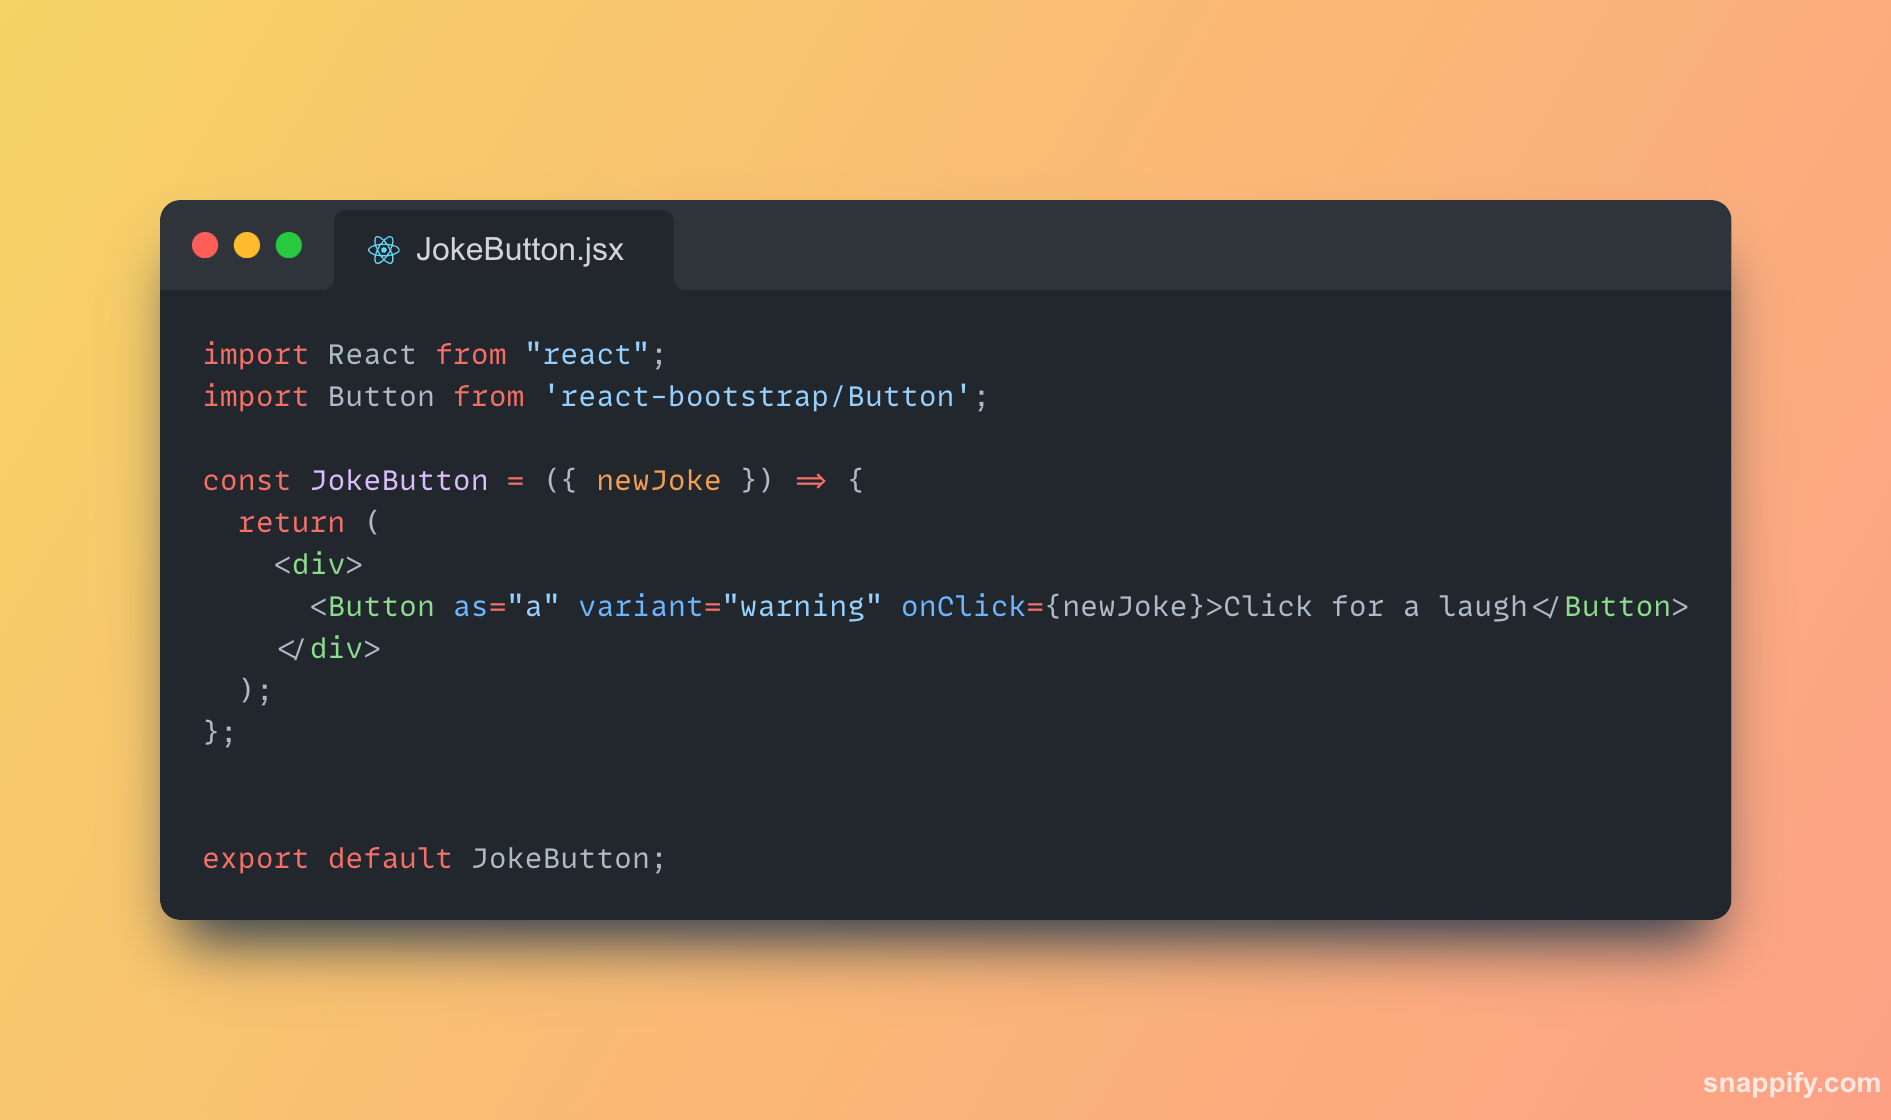 JokeButton.jsx
import React from "react";
import Button from 'react-bootstrap/Button';
const JokeButton = ({ newJoke }) => {
return (
<div>
<Button as="a" variant="warning" onClick={newJoke}>Click for a laugh</Button>
</div>
);
};
export default JokeButton;
snappify.com